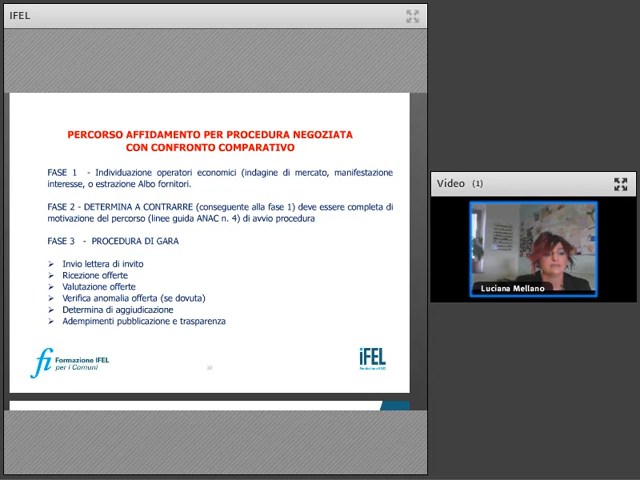 IFEL
PERCORSO AFFIDAMENTO PER PROCEDURA NEGOZIATA
CON CONFRONTO COMPARATIVO
FASE 1 - Individuazione operatori economici (indagine di mercato, manifestazione
interesse, o estrazione Albo fornitori.
FASE 2 - DETERMINA A CONTRARRE (conseguente alla fase 1) deve essere completa di
motivazione del percorso (linee guida ANAC n. 4) di avvio procedura
FASE 3 - PROCEDURA DI GARA
Invio lettera di invito
Ricezione offerte
Valutazione offerte
Verifica anomalia offerta (se dovuta)
Determina di aggiudicazione
Adempimenti pubblicazione e trasparenza
fi Formazione IFEL
per i Comuni
iFEL
Video (1)
Luciana Mellano